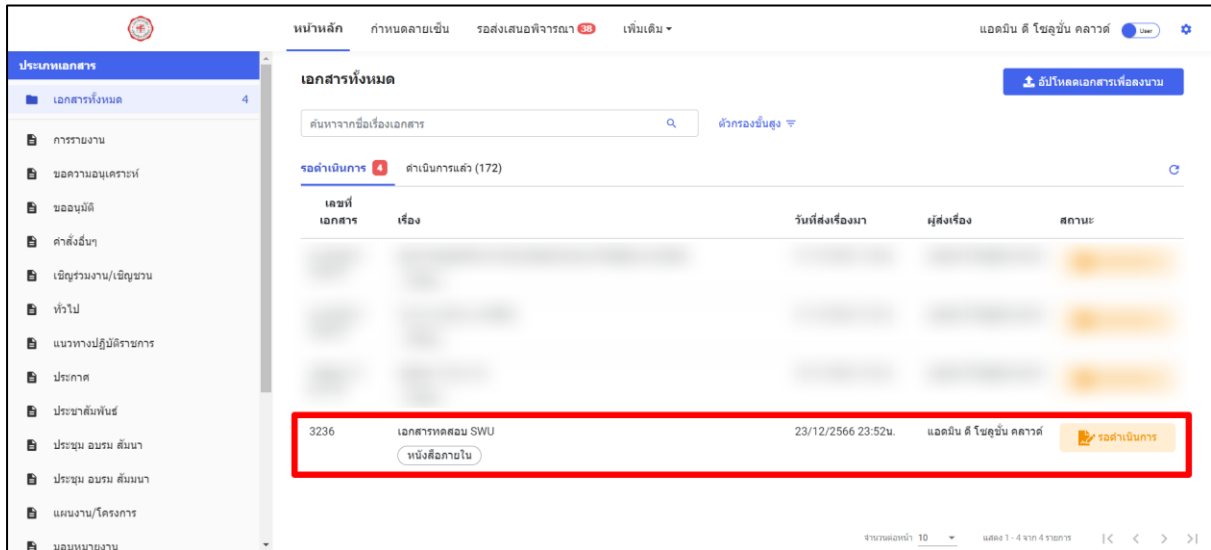 หน้าหลัก กำหนดลายเซ็น รอส่งเสนอพิจารณา 38 เพิ่มเติม แอดมิน ดี โซลูชั่น คลาวด์ User
ประเภทเอกสาร
เอกสารทั้งหมด 4
การรายงาน
ขอความอนุเคราะห์
ขออนุมัติ
คำสั่งอื่นๆ
เชิญร่วมงาน/เชิญชวน
ทั่วไป
แนวทางปฏิบัติราชการ
ประกาศ
ประชาสัมพันธ์
ประชุม อบรม สัมนา
ประชุม อบรม สัมมนา
แผนงาน/โครงการ
มอบหมายงาน
เอกสารทั้งหมด
อัปโหลดเอกสารเพื่อลงนาม
ค้นหาจากชื่อเรื่องเอกสาร ตัวกรองขั้นสูง
รอดำเนินการ 4 ดำเนินการแล้ว (172)
เลขที่
เอกสาร เรื่อง วันที่ส่งเรื่องมา ผู้ส่งเรื่อง สถานะ
3236 เอกสารทดสอบ SWU 23/12/2566 23:52น. แอดมิน ดี โซลูชั่น คลาวด์ รอดำเนินการ
หนังสือภายใน
จำนวนต่อหน้า 10 แสดง 1 - 4 จาก 4 รายการ